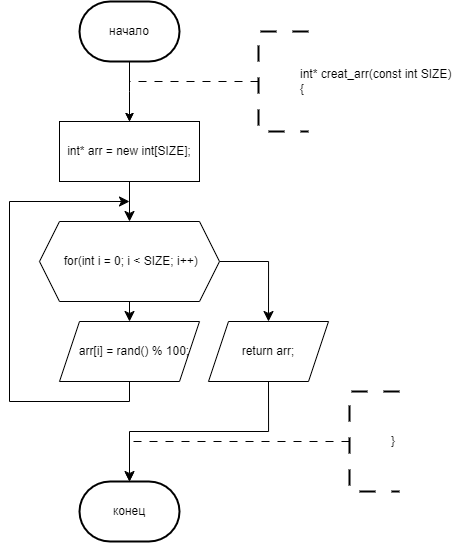 начало
int* creat_arr(const int SIZE)
{
int* arr = new int[SIZE];
for(int i = 0; i < SIZE; i++)
arr[i] = rand() % 100;
return arr;
}
конец